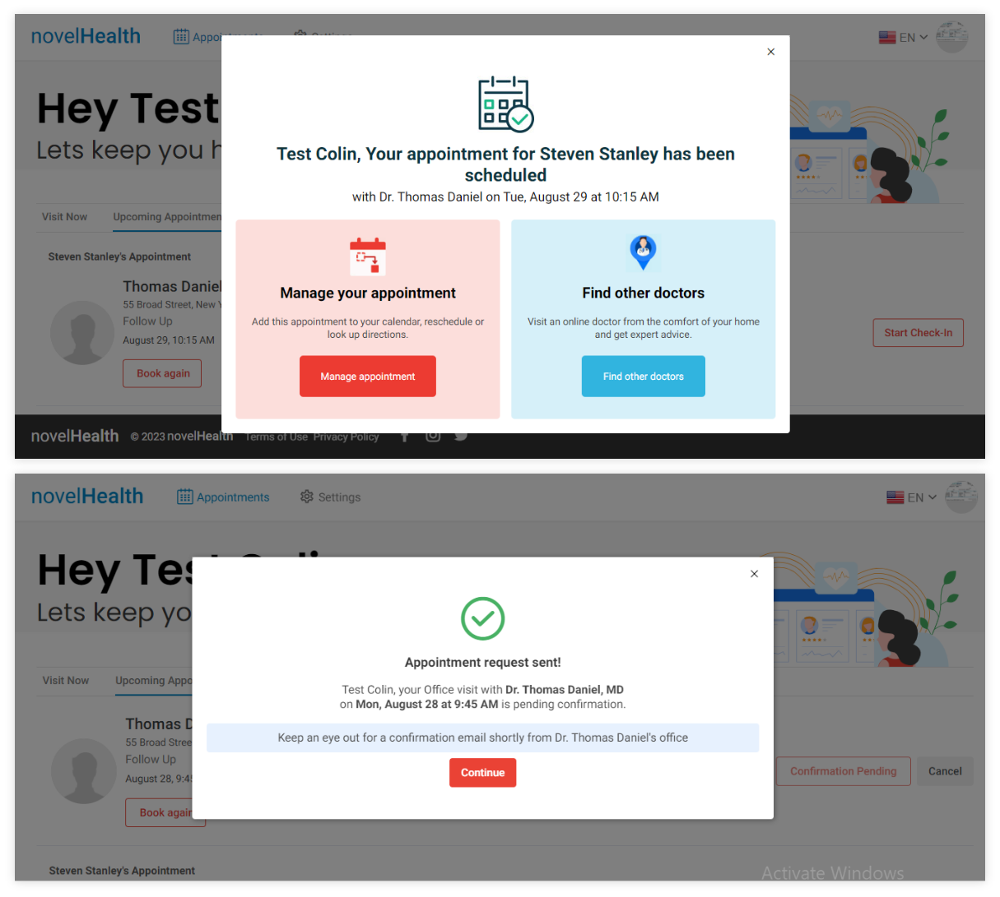 novelHealth
Appointments
Settings
EN
Hey Test
Lets keep you h
×
Test Colin, Your appointment for Steven Stanley has been
scheduled
with Dr. Thomas Daniel on Tue, August 29 at 10:15 AM
Visit Now
Upcoming Appointmen
Steven Stanley's Appointment
Thomas Daniel
55 Broad Street, New Y
Follow Up
August 29, 10:15 AM
Book again
Manage your appointment
Add this appointment to your calendar, reschedule or
look up directions.
Manage appointment
Find other doctors
Visit an online doctor from the comfort of your home
and get expert advice.
Find other doctors
Start Check-In
novelHealth © 2023 novelHealth Terms of Use Privacy Policy
novelHealth
Appointments
Settings
EN
Hey Test Coli
Lets keep yo
×
Appointment request sent!
Test Colin, your Office visit with Dr. Thomas Daniel, MD
on Mon, August 28 at 9:45 AM is pending confirmation.
Keep an eye out for a confirmation email shortly from Dr. Thomas Daniel's office
Continue
Visit Now
Upcoming Appo
Thomas D
55 Broad Stree
Follow Up
August 28, 9:45
Book again
Confirmation Pending
Cancel
Steven Stanley's Appointment
Activate Windows